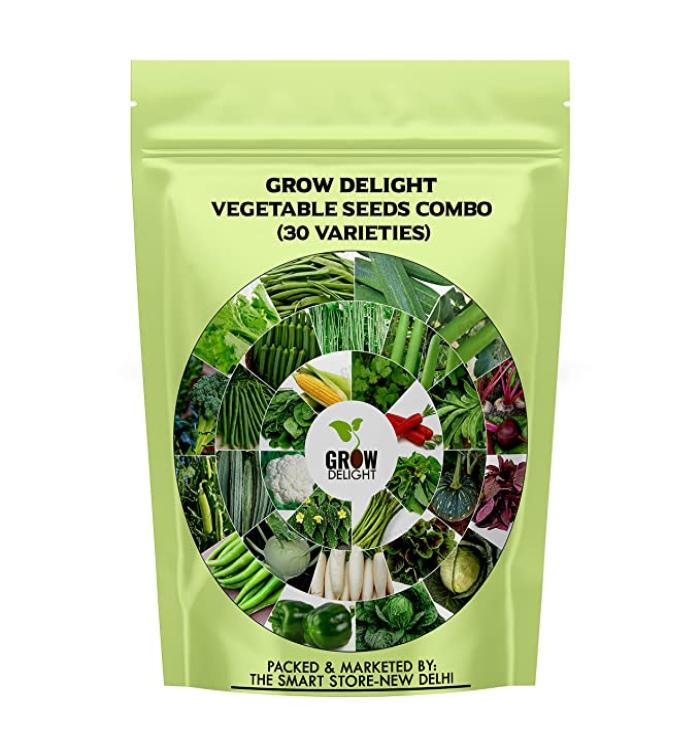 GROW DELIGHT
VEGETABLE SEEDS COMBO
(30 VARIETIES)
GROW
DELIGHT
PACKED & MARKETED BY:
THE SMART STORE-NEW DELHI